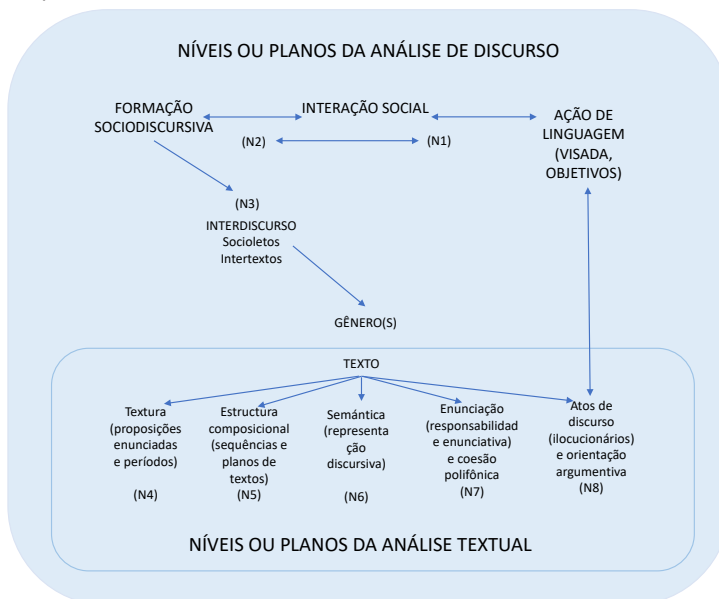 NÍVEIS OU PLANOS DA ANÁLISE DE DISCURSO
FORMAÇÃO
SOCIODISCURSIVA
INTERAÇÃO SOCIAL
AÇÃO DE
LINGUAGEM
(VISADA,
OBJETIVOS)
(N2)
(N1)
(N3)
INTERDISCURSO
Socioletos
Intertextos
GÊNERO(S)
TEXTO
Textura
(proposições
enunciadas
e períodos)
(N4)
Estructura
composicional
(sequências e
planos de
textos)
(N5)
Semántica
(representa
ção
discursiva)
(N6)
Enunciação
(responsabilidad
e enunciativa)
e coesão
polifônica
(N7)
Atos de
discurso
(ilocucionários)
e orientação
argumentiva
(N8)
NÍVEIS OU PLANOS DA ANÁLISE TEXTUAL